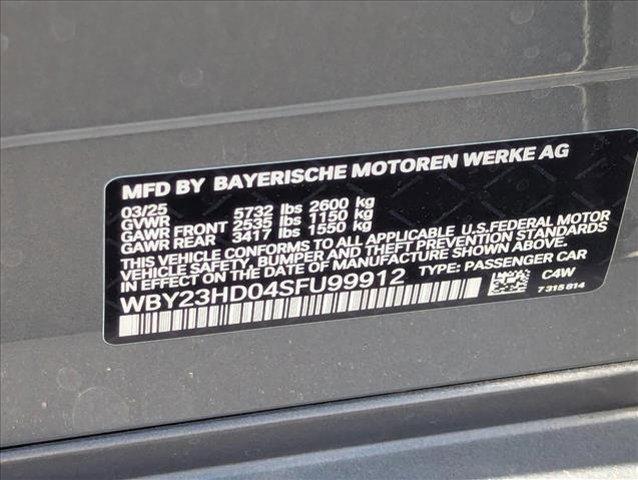 MFD BY BAYERISCHE MOTOREN WERKE AG
03/25
GVWR 5732 lbs 2600 kg
GAWR FRONT 2535 lbs 1150 kg
GAWR REAR 3417 lbs 1550 kg
THIS VEHICLE CONFORMS TO ALL APPLICABLE U.S.FEDERAL MOTOR
VEHICLE SAFETY, BUMPER AND THEFT PREVENTION STANDARDS
IN EFFECT ON THE DATE OF MANUFACTURE SHOWN ABOVE.
WBY23HD04SFU99912 TYPE: PASSENGER CAR
C4W
7 315 814